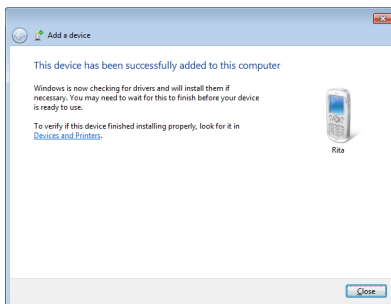 Add a device
This device has been successfully added to this computer
Windows is now checking for drivers and will install them if
necessary. You may need to wait for this to finish before your device
is ready to use.
To verify if this device finished installing properly, look for it in
Devices and Printers.
Rita
Close